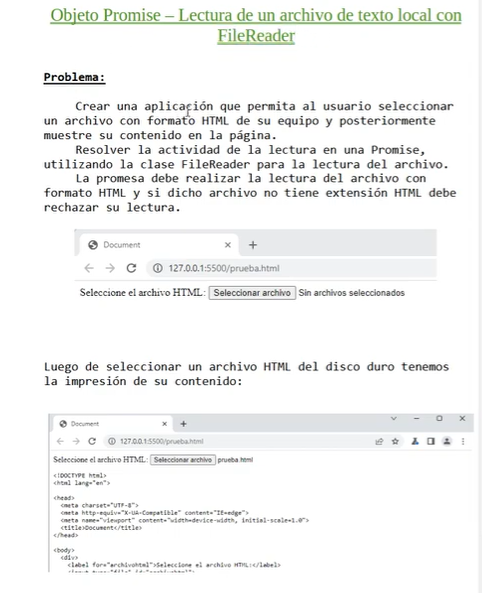 Objeto Promise – Lectura de un archivo de texto local con
FileReader
Problema:
Crear una aplicación que permita al usuario seleccionar
un archivo con formato HTML de su equipo y posteriormente
muestre su contenido en la página.
Resolver la actividad de la lectura en una Promise,
utilizando la clase FileReader para la lectura del archivo.
La promesa debe realizar la lectura del archivo con
formato HTML y si dicho archivo no tiene extensión HTML debe
rechazar su lectura.
Document
127.0.0.1:5500/prueba.html
Seleccione el archivo HTML: Seleccionar archivo Sin archivos seleccionados
Luego de seleccionar un archivo HTML del disco duro tenemos
la impresión de su contenido:
Document
127.0.0.1:5500/prueba.html
Seleccione el archivo HTML: Seleccionar archivo prueba.html
<!DOCTYPE html>
<html lang="en">
<head>
<meta charset="UTF-8">
<meta http-equiv="X-UA-Compatible" content="IE=edge">
<meta name="viewport" content="width=device-width, initial-scale=1.0">
<title>Document</title>
</head>
<body>
<div>
<label for="archivohtml">Seleccione el archivo HTML:</label>